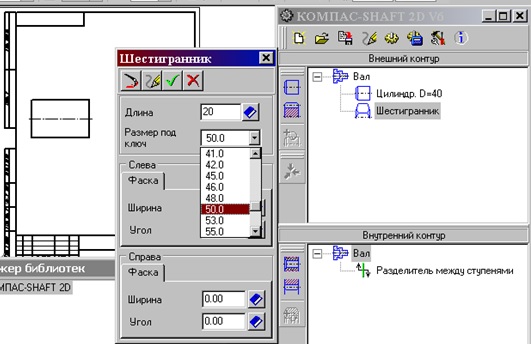 КОМПАС-SHAFT 2D V6
Шестигранник
Внешний контур
Вал
Цилиндр. D=40
Шестигранник
Длина
20
Размер под ключ
50.0
41.0
42.0
45.0
46.0
48.0
50.0
53.0
55.0
Слева
Фаска
Ширина
Угол
Справа
Фаска
Ширина
0.00
Угол
0.00
Внутренний контур
Вал
Разделитель между ступенями
жер библиотек
МПАС-SHAFT 2D